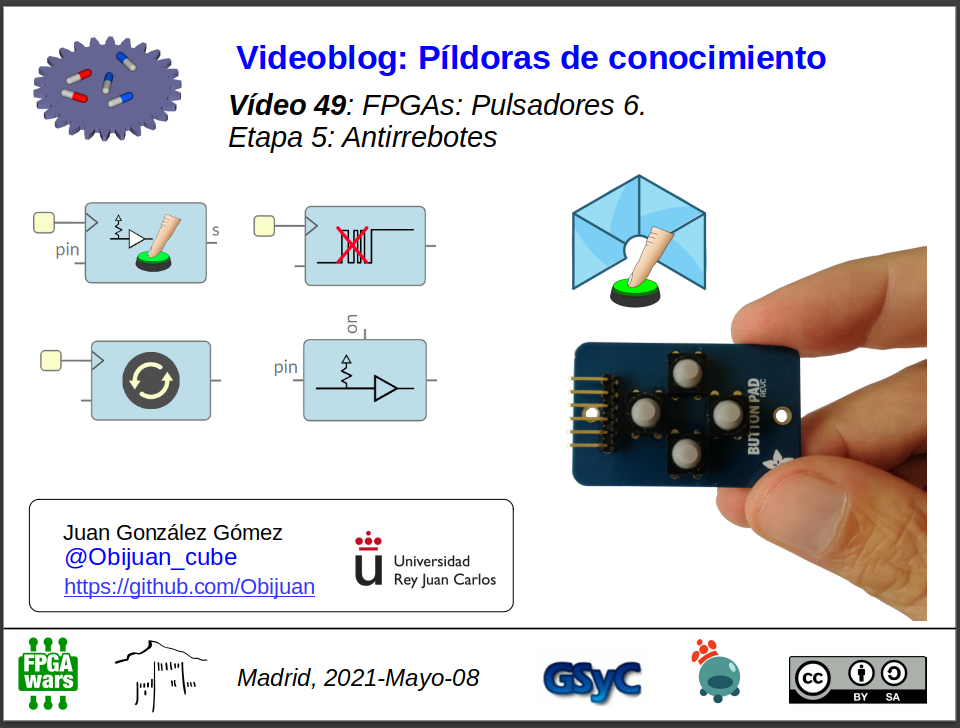 Videoblog: Píldoras de conocimiento
Vídeo 49: FPGAs: Pulsadores 6.
Etapa 5: Antirrebotes
pin
s
on
pin
BUTTON PAD
REVC
Juan González Gómez
@Obijuan_cube
https://github.com/Obijuan
Universidad
Rey Juan Carlos
FPGA
wars
Madrid, 2021-Mayo-08
GSyC
cc
BY SA